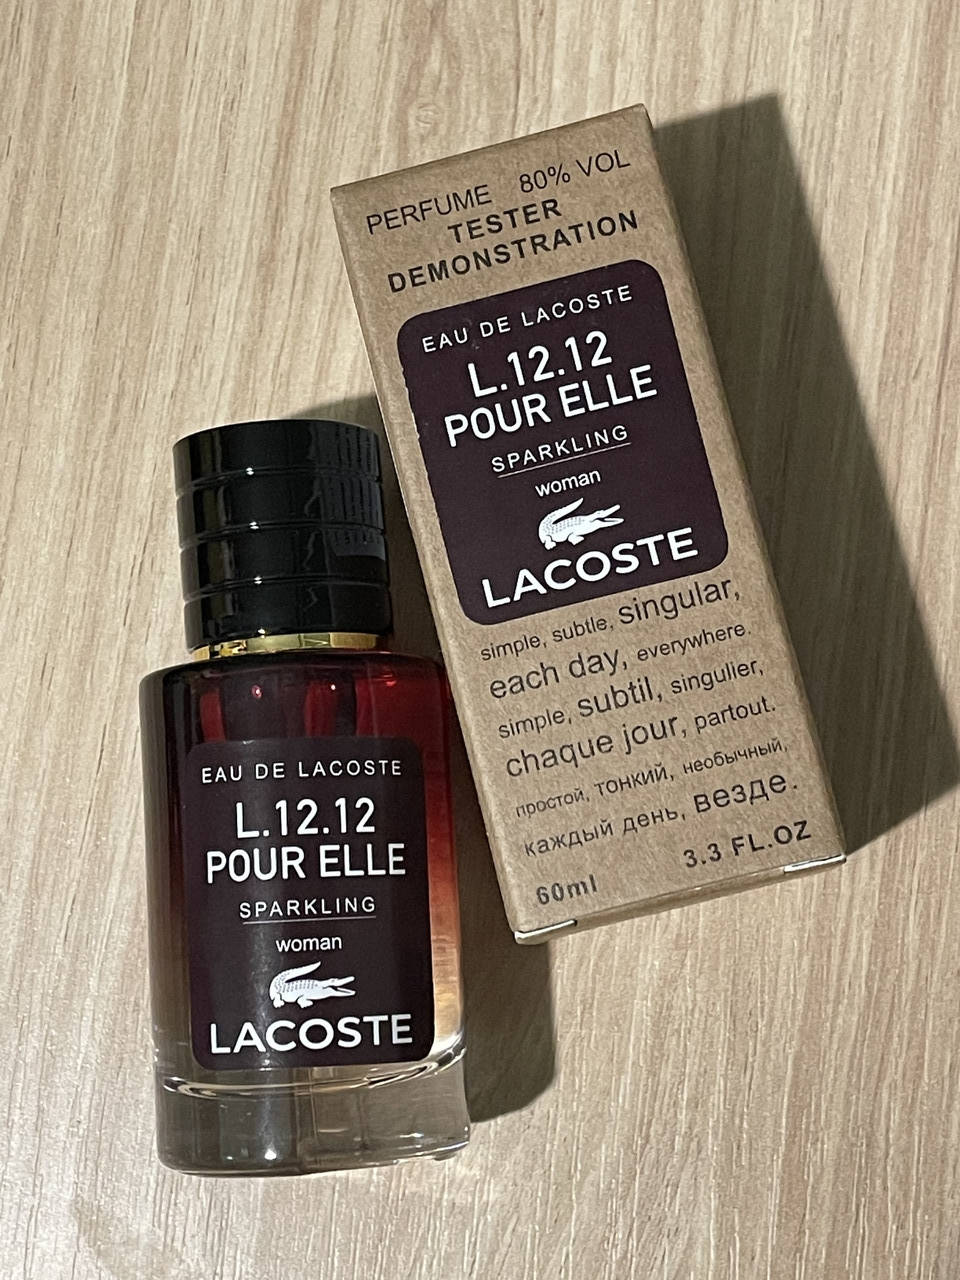 PERFUME 80% VOL
TESTER
DEMONSTRATION
EAU DE LACOSTE
L.12.12
POUR ELLE
SPARKLING
woman
LACOSTE
simple, subtle, singular,
each day, everywhere.
simple, subtil, singulier,
chaque jour, partout.
простой, тонкий, необычный,
каждый день, везде.
60ml 3.3 FL.OZ
EAU DE LACOSTE
L.12.12
POUR ELLE
SPARKLING
woman
LACOSTE